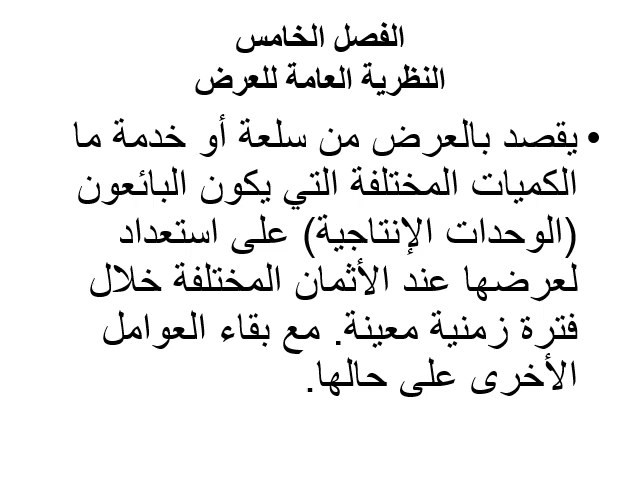 الفصل الخامس
النظرية العامة للعرض
• يقصد بالعرض من سلعة أو خدمة ما
الكميات المختلفة التي يكون البائعون
(الوحدات الإنتاجية) على استعداد
لعرضها عند الأثمان المختلفة خلال
فترة زمنية معينة. مع بقاء العوامل
الأخرى على حالها.